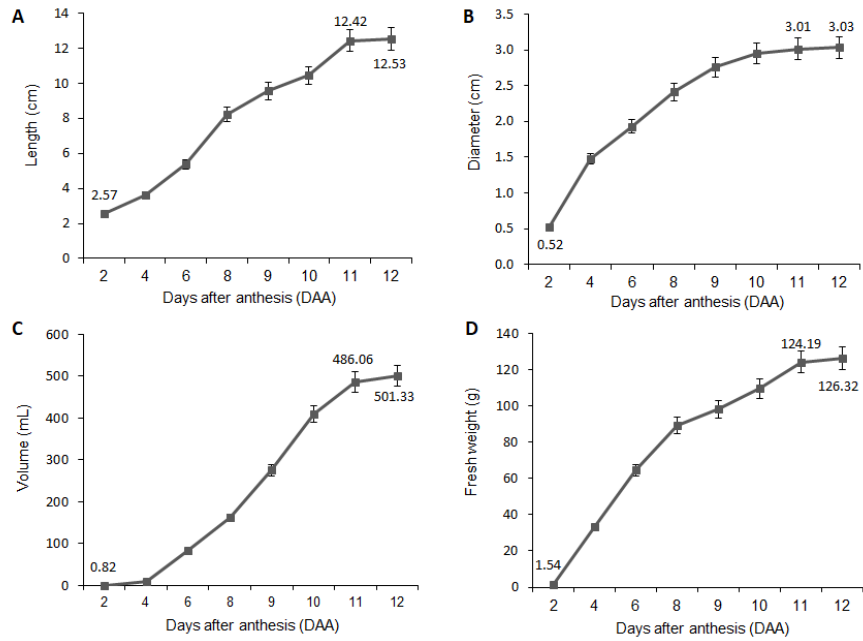 A
Length (cm)
14
12
10
8
6
4
2
0
2.57
12.42
12.53
2 4 6 8 9 10 11 12
Days after anthesis (DAA)
B
Diameter (cm)
3.5
3.0
2.5
2.0
1.5
1.0
0.5
0.0
0.52
3.01 3.03
2 4 6 8 9 10 11 12
Days after anthesis (DAA)
C
Volume (mL)
600
500
400
300
200
100
0
0.82
486.06
501.33
2 4 6 8 9 10 11 12
Days after anthesis (DAA)
D
Fresh weight (g)
140
120
100
80
60
40
20
0
1.54
124.19
126.32
2 4 6 8 9 10 11 12
Days after anthesis (DAA)